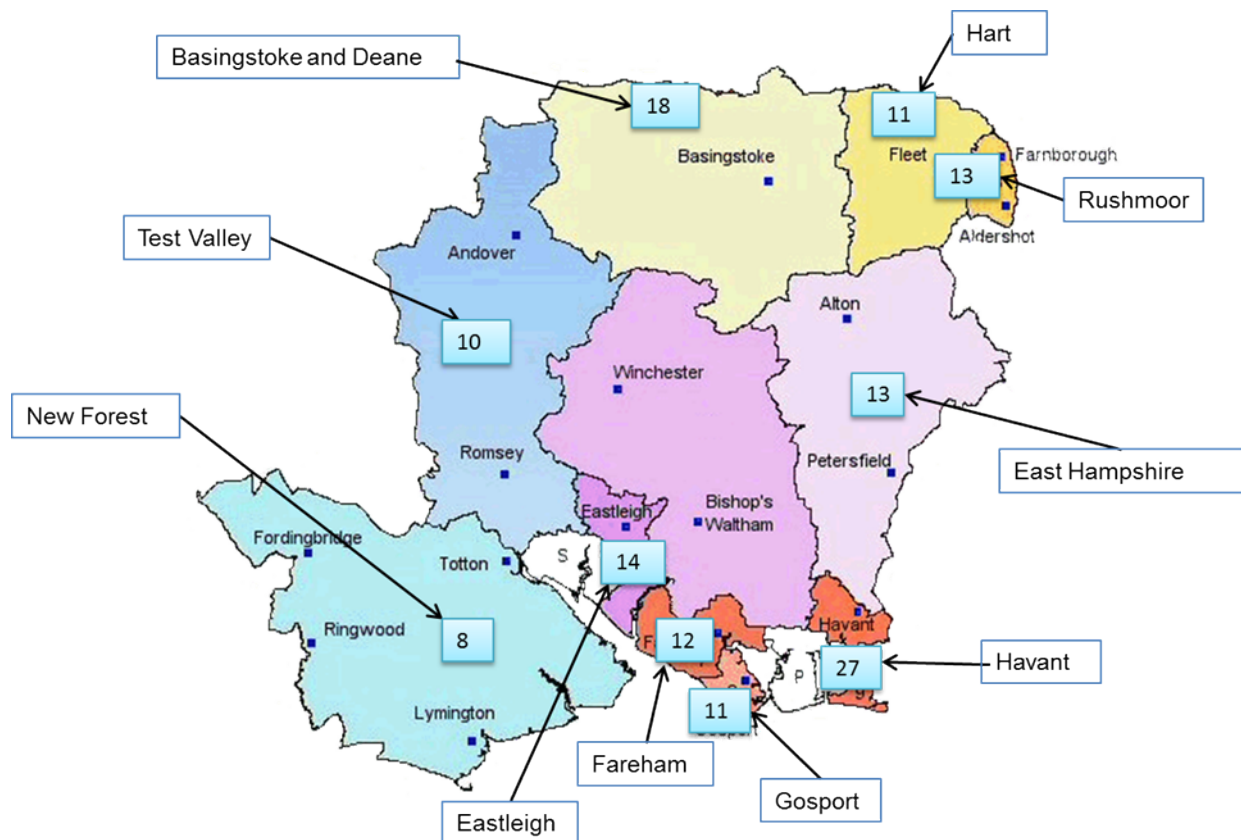 Hart
Basingstoke and Deane
18
11
Basingstoke
Fleet
Farnborough
13
Rushmoor
Test Valley
Andover
Aldershot
Alton
10
Winchester
13
New Forest
Romsey
Petersfield
East Hampshire
Eastleigh
Bishop's
Waltham
Fordingbridge
Totton
S
14
Havant
Ringwood
8
12
P
27
Havant
Lymington
11
Fareham
Gosport
Eastleigh